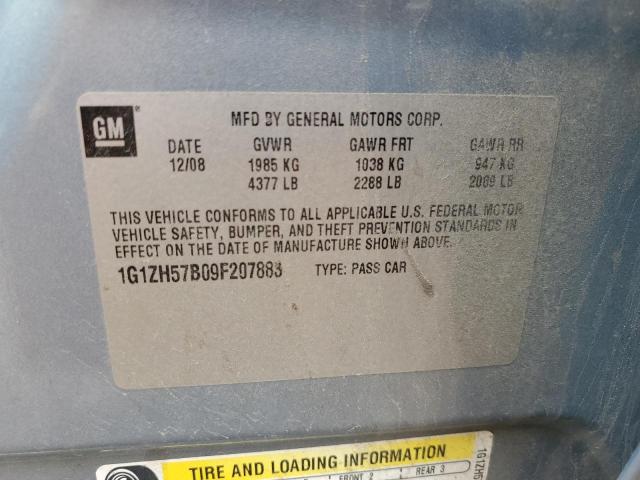 GM
MFD BY GENERAL MOTORS CORP.
DATE GVWR GAWR FRT GAWR RR
12/08 1985 KG 1038 KG 947 KG
4377 LB 2288 LB 2089 LB
THIS VEHICLE CONFORMS TO ALL APPLICABLE U.S. FEDERAL MOTOR
VEHICLE SAFETY, BUMPER, AND THEFT PREVENTION STANDARDS IN
EFFECT ON THE DATE OF MANUFACTURE SHOWN ABOVE.
1G1ZH57B09F207883 TYPE: PASS CAR
TIRE AND LOADING INFORMATION
FRONT 2 REAR 3
1G1ZH5